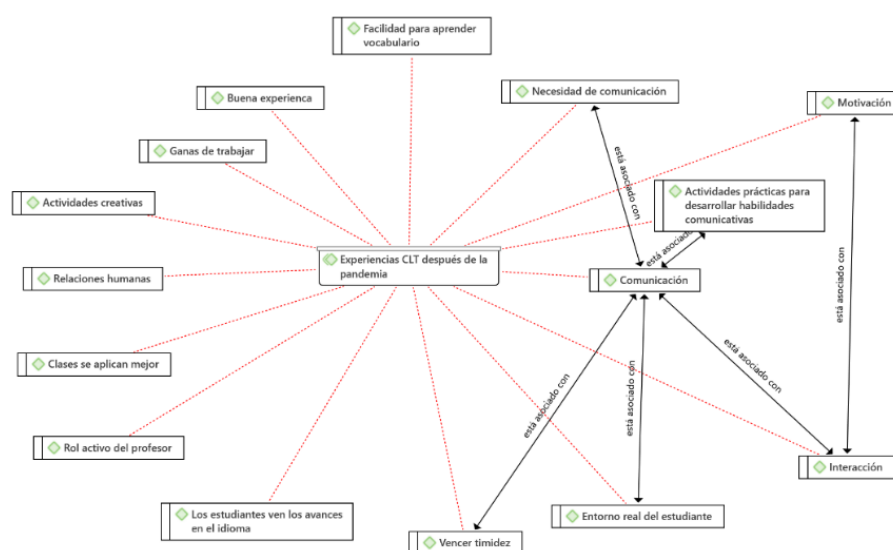 Facilidad para aprender
vocabulario
Buena experienca
Necesidad de comunicación
Motivación
Ganas de trabajar
está asociado con
Actividades creativas
Actividades prácticas para
desarrollar habilidades
comunicativas
está asociado
Experiencias CLT después de la
pandemia
Relaciones humanas
Comunicación
está asociado con
Clases se aplican mejor
está asociado con
está asociado con
está asociado con
Rol activo del profesor
Interacción
Los estudiantes ven los avances
en el idioma
Entorno real del estudiante
Vencer timidez